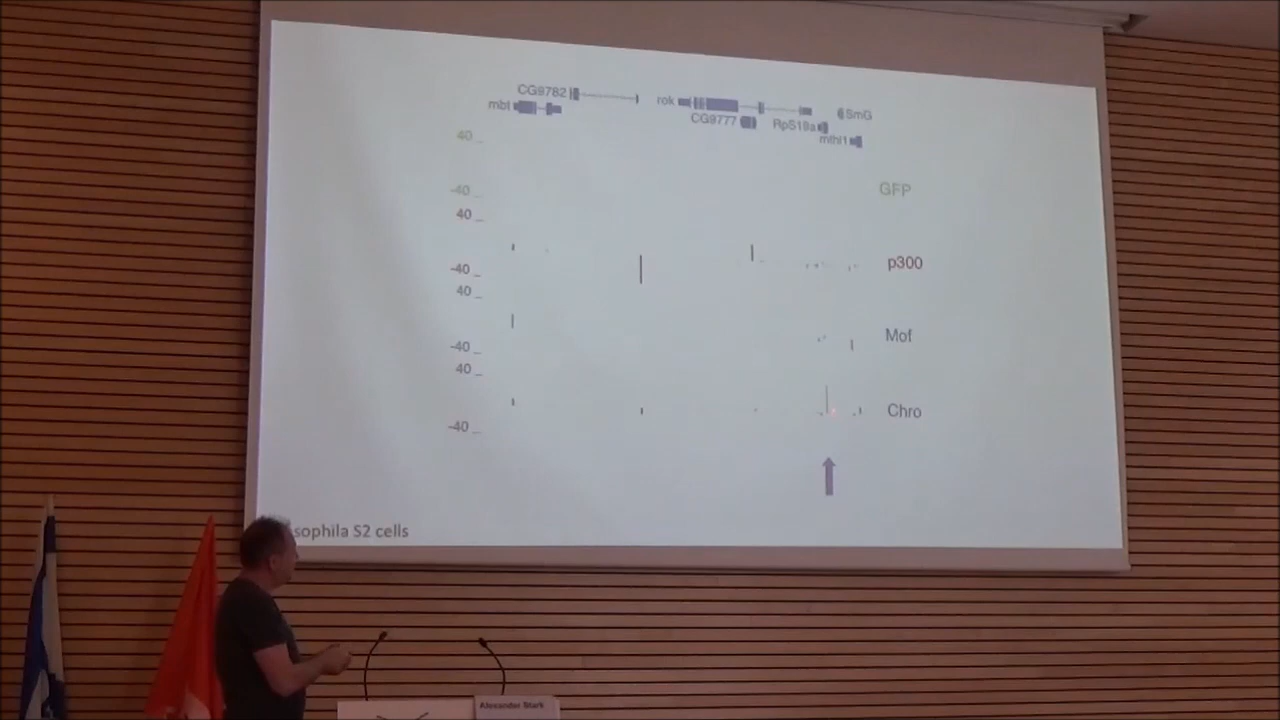 CG9782
mbt
rok
CG9777
RpS19a
SmG
mthl1
40
-40
GFP
40
-40
p300
40
-40
Mof
40
-40
Chro
sophila S2 cells
Alexander Stark